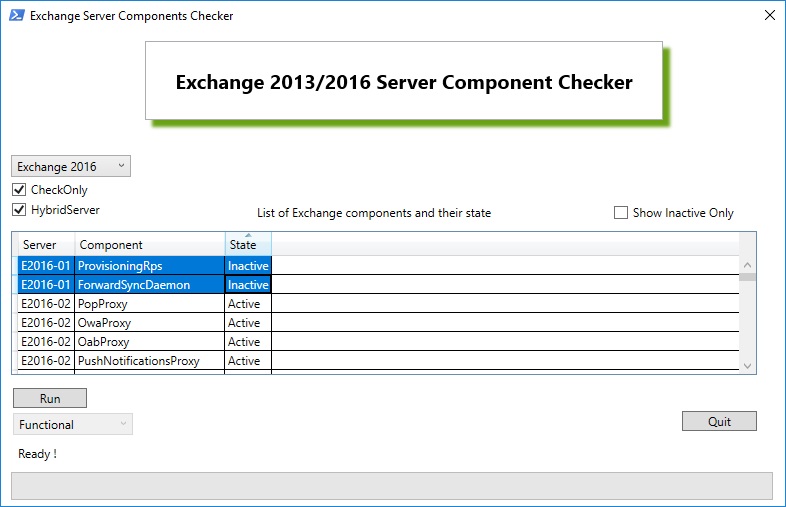 Exchange Server Components Checker
Exchange 2013/2016 Server Component Checker
Exchange 2016
CheckOnly
HybridServer
List of Exchange components and their state
Show Inactive Only
Server Component State
E2016-01 ProvisioningRps Inactive
E2016-01 ForwardSyncDaemon Inactive
E2016-02 PopProxy Active
E2016-02 OwaProxy Active
E2016-02 OabProxy Active
E2016-02 PushNotificationsProxy Active
Run
Functional
Quit
Ready !